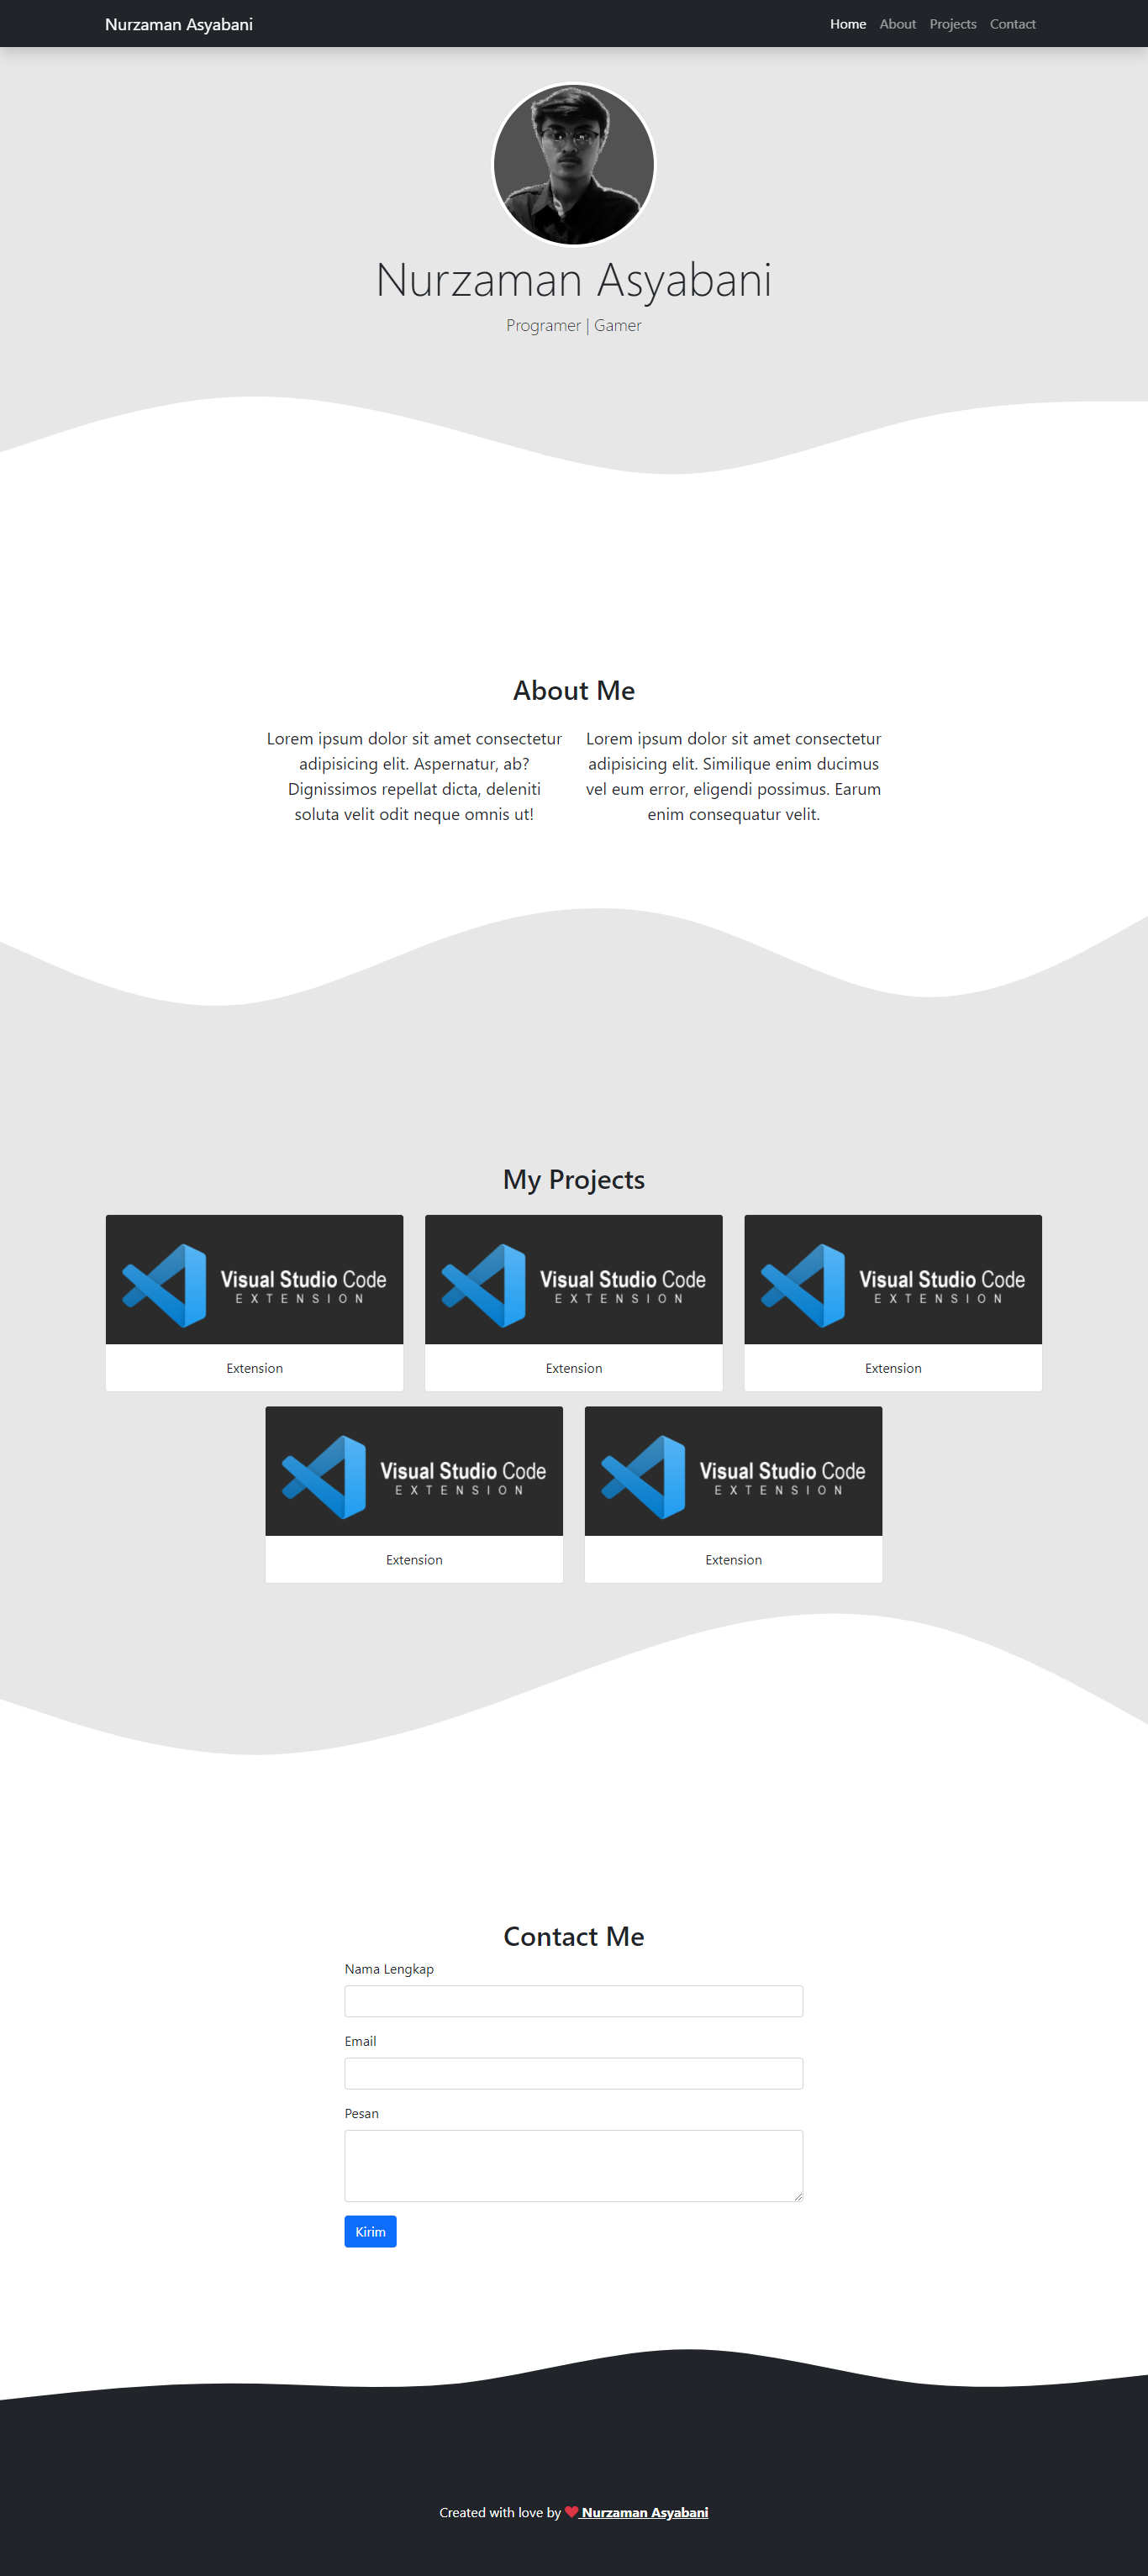 Nurzaman Asyabani
Home About Projects Contact
Nurzaman Asyabani
Programer | Gamer
About Me
Lorem ipsum dolor sit amet consectetur
adipisicing elit. Aspernatur, ab?
Dignissimos repellat dicta, deleniti
soluta velit odit neque omnis ut!
Lorem ipsum dolor sit amet consectetur
adipisicing elit. Similique enim ducimus
vel eum error, eligendi possimus. Earum
enim consequatur velit.
My Projects
Visual Studio Code
EXTENSION
Extension
Visual Studio Code
EXTENSION
Extension
Visual Studio Code
EXTENSION
Extension
Visual Studio Code
EXTENSION
Extension
Visual Studio Code
EXTENSION
Extension
Contact Me
Nama Lengkap
Email
Pesan
Kirim
Created with love by ❤ Nurzaman Asyabani